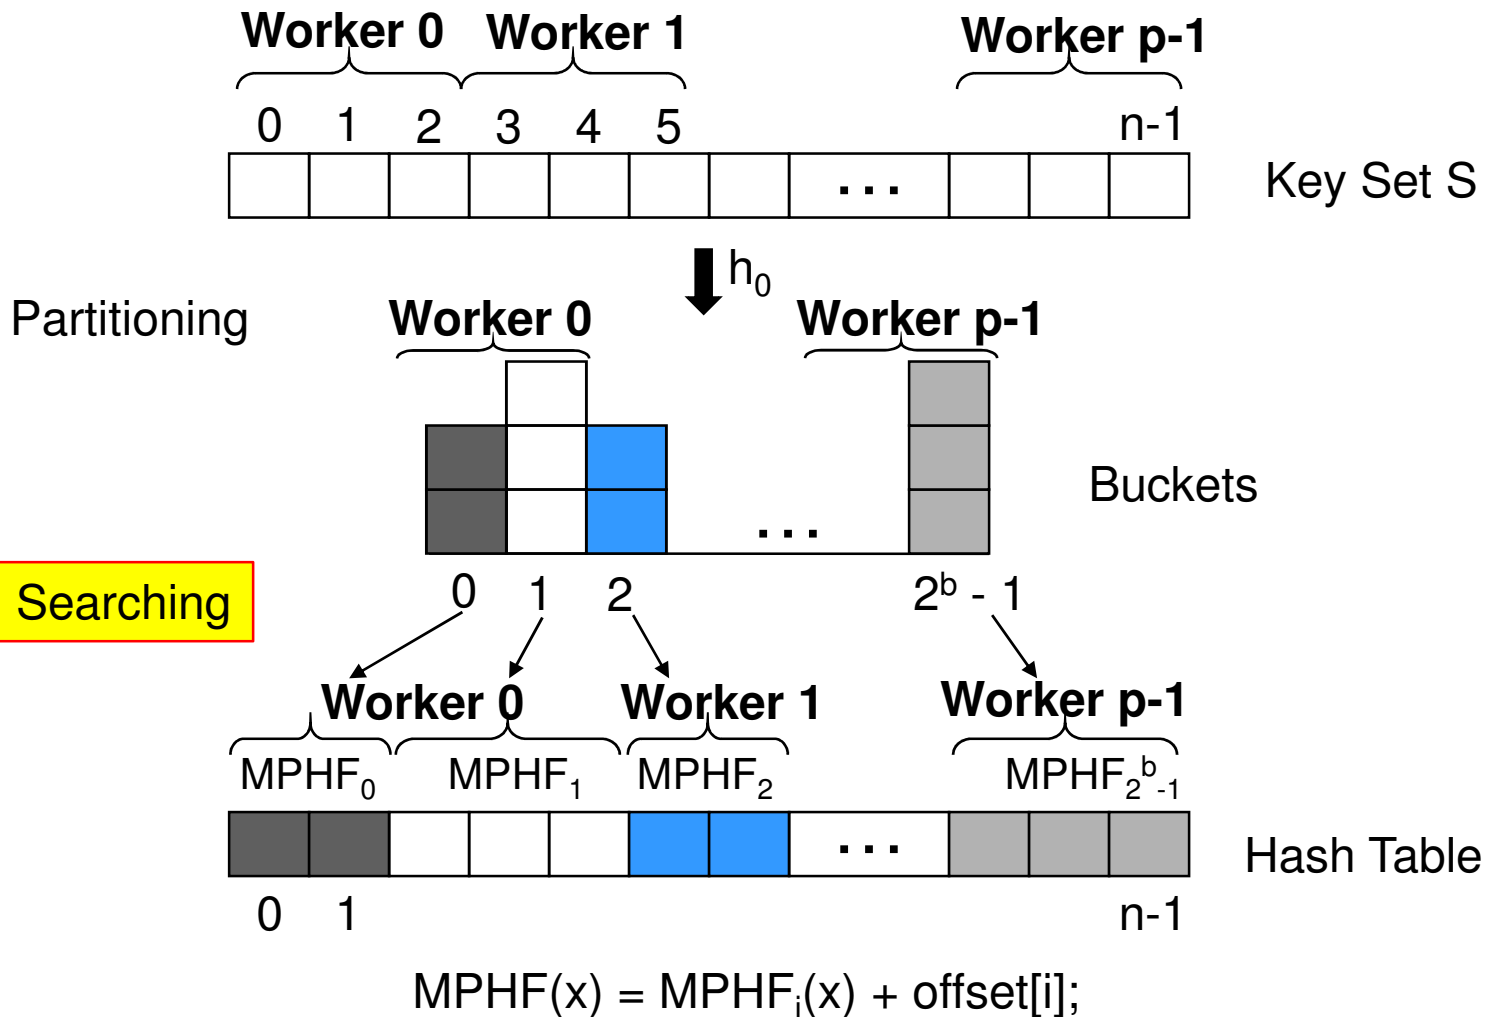 Worker 0 Worker 1 Worker p-1
0 1 2 3 4 5 n-1
... Key Set S
h₀
Partitioning Worker 0 Worker p-1
Buckets
...
Searching 0 1 2 2ᵇ - 1
Worker 0 Worker 1 Worker p-1
MPHF₀ MPHF₁ MPHF₂ MPHF₂ᵇ₋₁
... Hash Table
0 1 n-1
MPHF(x) = MPHFᵢ(x) + offset[i];